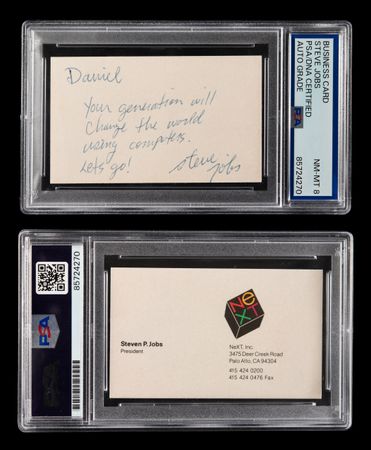 Daniel
Your generation will
Change the world
using computers.
Lets go!
steve jobs
BUSINESS CARD
STEVE JOBS
PSA/DNA CERTIFIED
AUTO GRADE
NM-MT 8
PSA
85724270
85724270
PSA
NeXT
Steven P. Jobs
President
NeXT, Inc.
3475 Deer Creek Road
Palo Alto, CA 94304
415 424 0200
415 424 0476 Fax